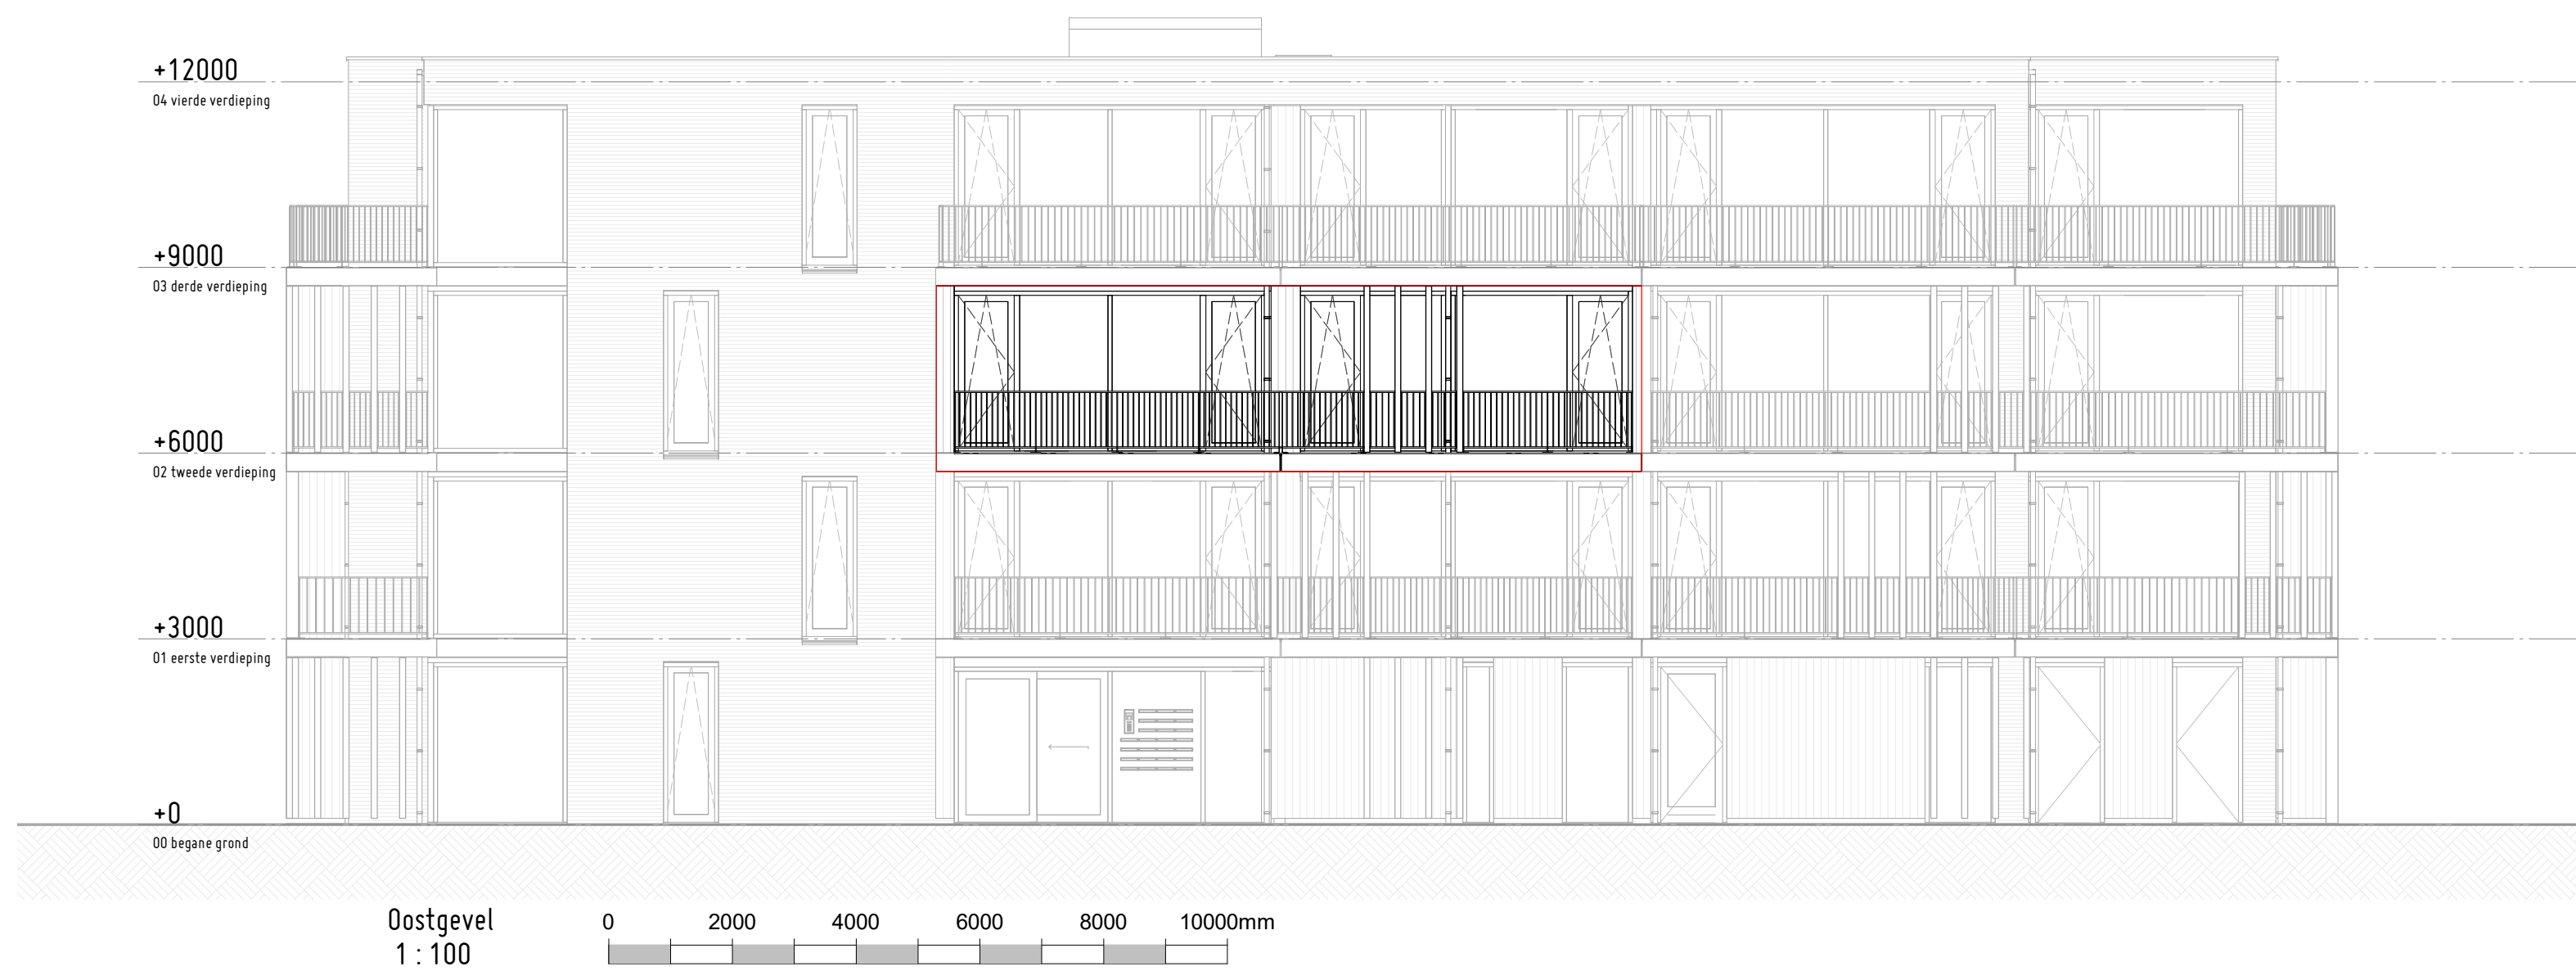 +12000
04 vierde verdieping
+9000
03 derde verdieping
+6000
02 tweede verdieping
+3000
01 eerste verdieping
+0
00 begane grond
Oostgevel
1 : 100
0 2000 4000 6000 8000 10000mm